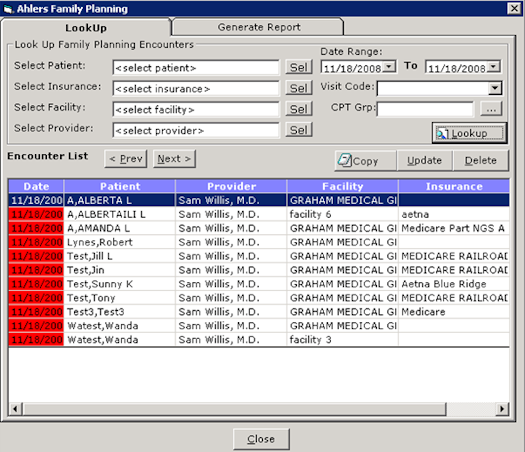 Ahlers Family Planning
LookUp Generate Report
Look Up Family Planning Encounters
Date Range:
Select Patient: <select patient> Sel 11/18/2008 To 11/18/2008
Select Insurance: <select insurance> Sel Visit Code:
Select Facility: <select facility> Sel CPT Grp: ...
Select Provider: <select provider> Sel Lookup
Encounter List < Prev Next > Copy Update Delete
Date Patient Provider Facility Insurance
11/18/200 A,ALBERTA L Sam Willis, M.D. GRAHAM MEDICAL GI
11/18/200 A,ALBERTAILI L Sam Willis, M.D. facility 6 aetna
11/18/200 A,AMANDA L Sam Willis, M.D. GRAHAM MEDICAL GI Medicare Part NGS A
11/18/200 Lynes,Robert Sam Willis, M.D. GRAHAM MEDICAL GI
11/18/200 Test,Jill L Sam Willis, M.D. GRAHAM MEDICAL GI MEDICARE RAILROAD
11/18/200 Test,Jin Sam Willis, M.D. GRAHAM MEDICAL GI MEDICARE RAILROAD
11/18/200 Test,Sunny K Sam Willis, M.D. GRAHAM MEDICAL GI Aetna Blue Ridge
11/18/200 Test,Tony Sam Willis, M.D. GRAHAM MEDICAL GI MEDICARE RAILROAD
11/18/200 Test3,Test3 Sam Willis, M.D. GRAHAM MEDICAL GI Medicare
11/18/200 Watest,Wanda Sam Willis, M.D. GRAHAM MEDICAL GI
11/18/200 Watest,Wanda Sam Willis, M.D. facility 3
Close